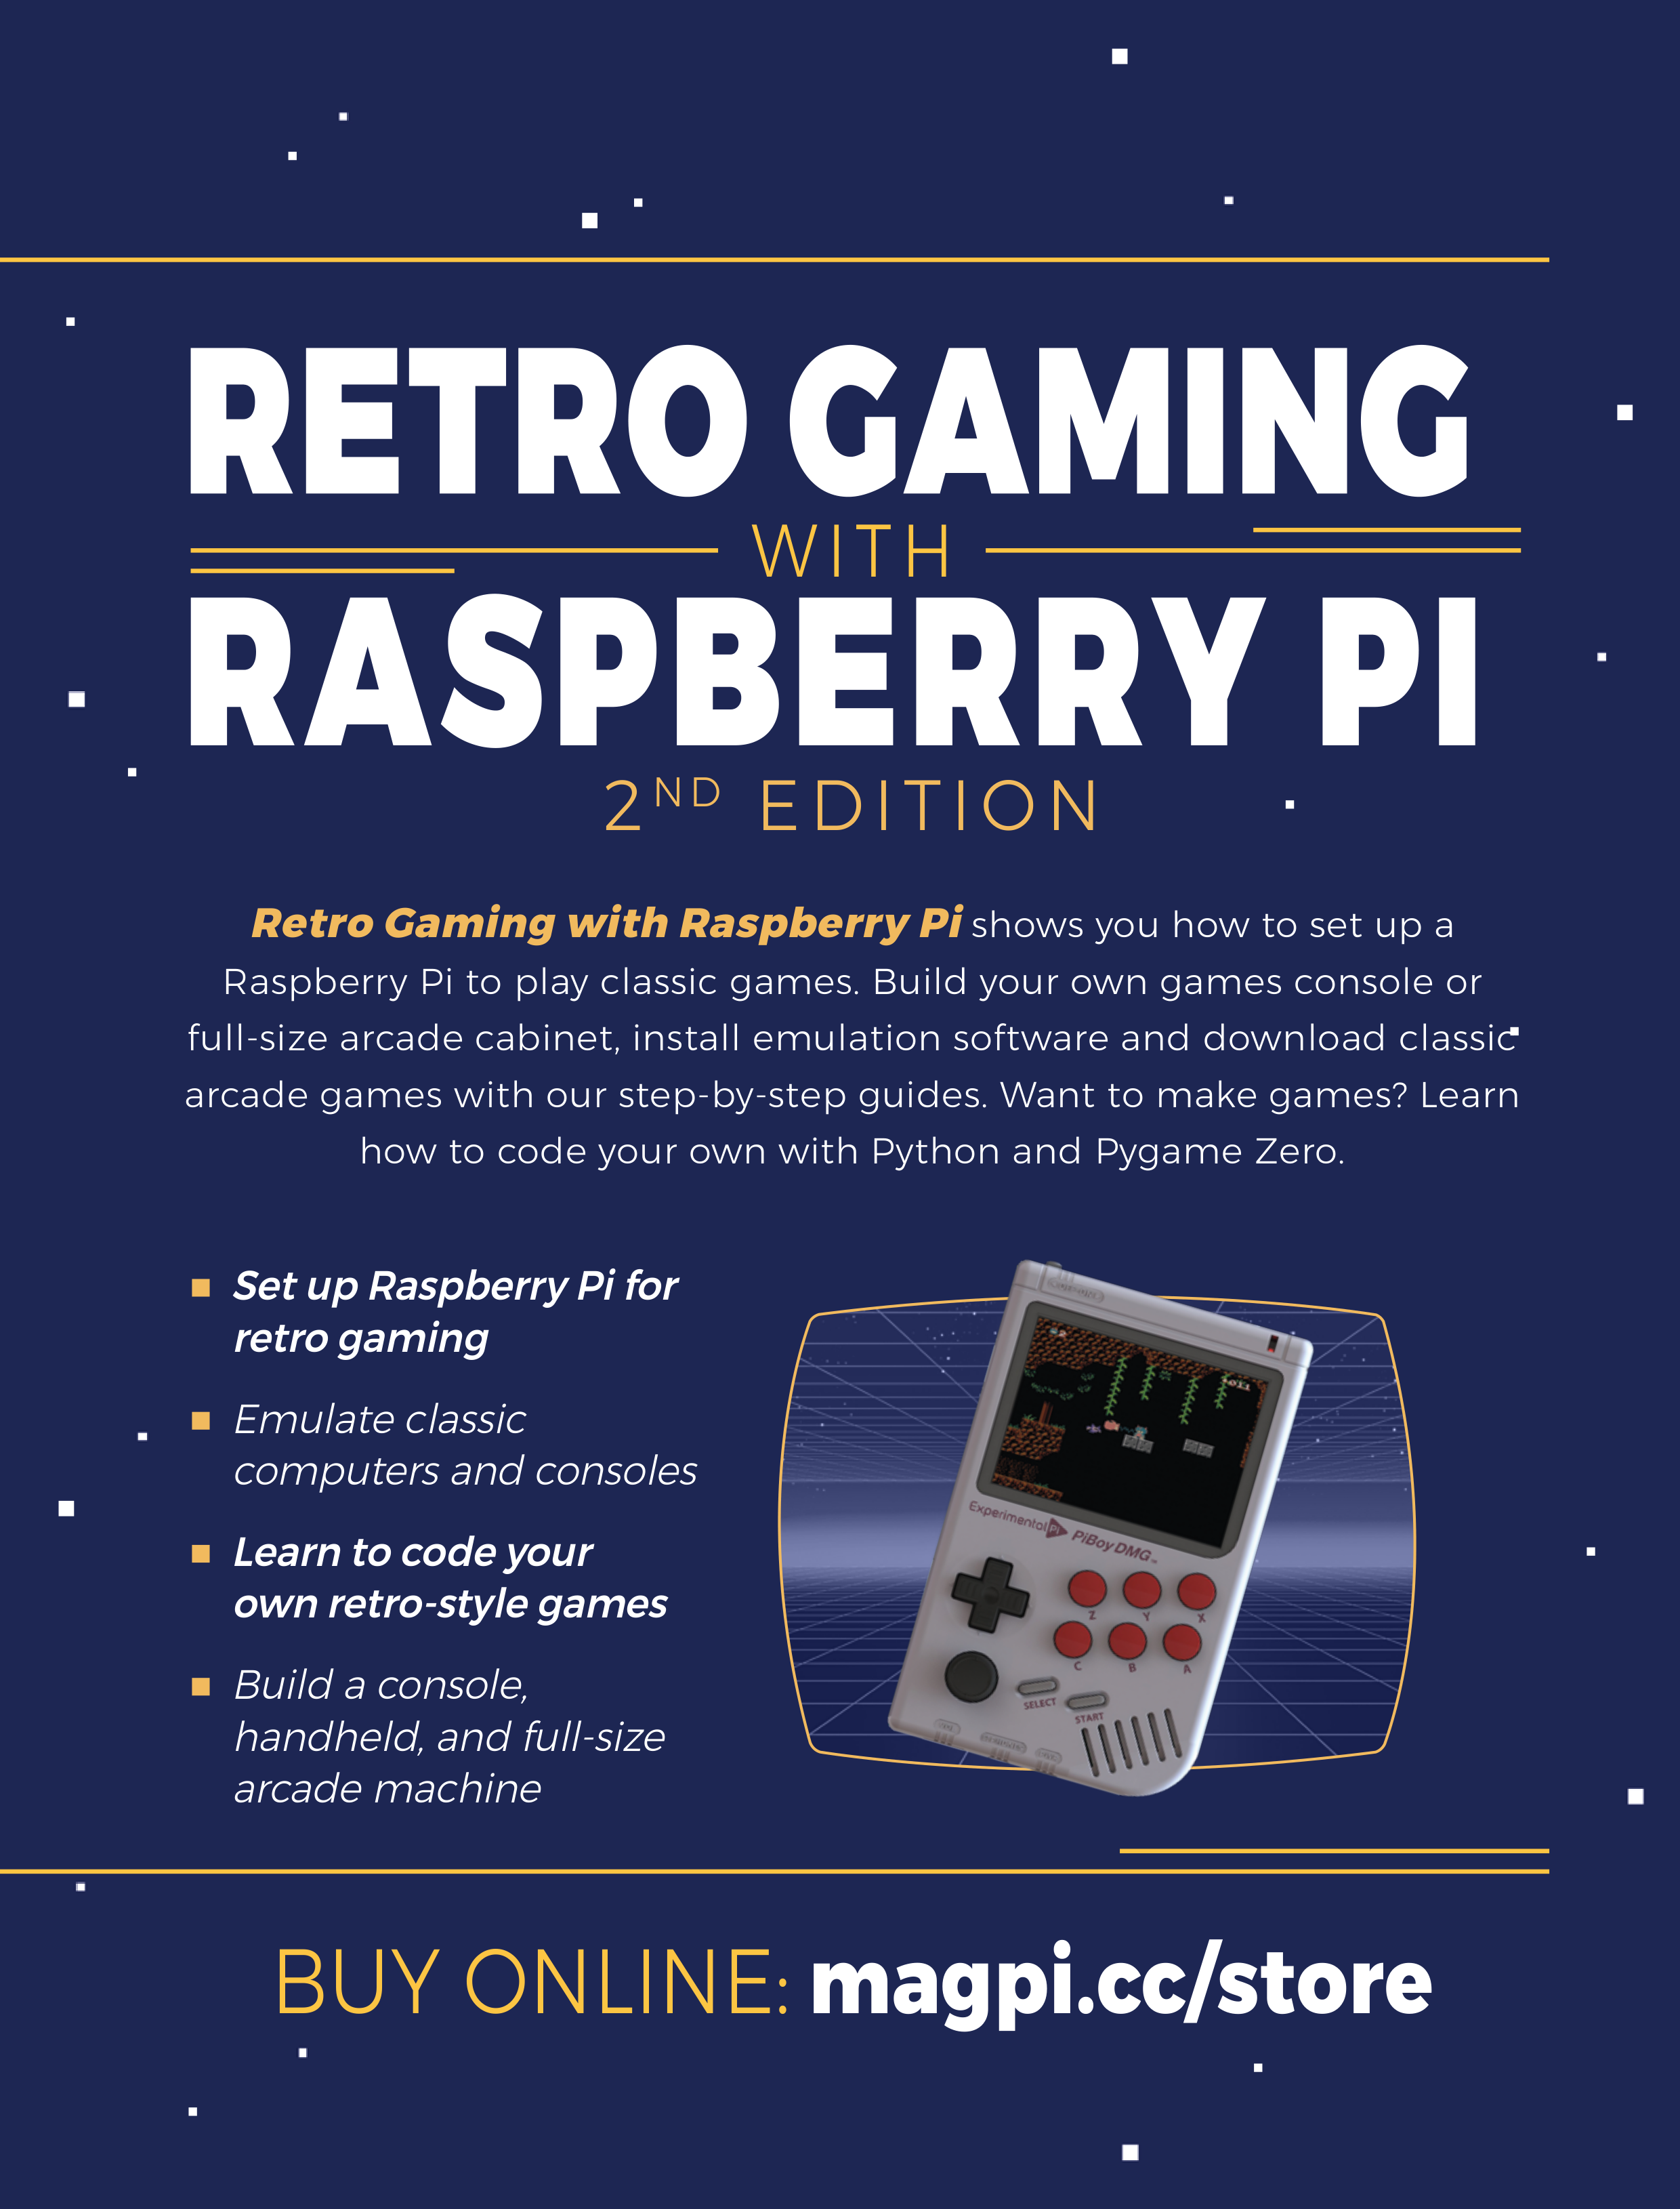 RETRO GAMING
WITH
RASPBERRY PI
2ND EDITION
Retro Gaming with Raspberry Pi shows you how to set up a
Raspberry Pi to play classic games. Build your own games console or
full-size arcade cabinet, install emulation software and download classic
arcade games with our step-by-step guides. Want to make games? Learn
how to code your own with Python and Pygame Zero.
■ Set up Raspberry Pi for
retro gaming
■ Emulate classic
computers and consoles
■ Learn to code your
own retro-style games
■ Build a console,
handheld, and full-size
arcade machine
Experimental Pi PiBoy DMG
Z Y X
C B A
SELECT
START
BUY ONLINE: magpi.cc/store